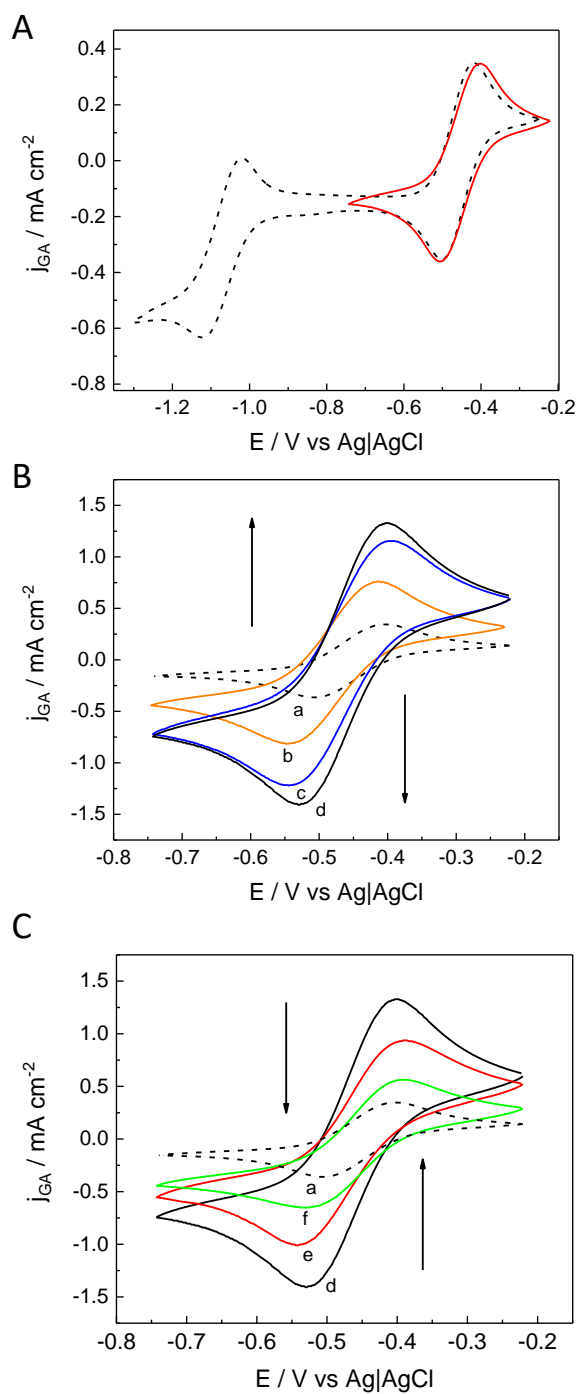 A
0.4
0.2
0.0
-0.2
-0.4
-0.6
-0.8
j GA / mA cm-2
-1.2 -1.0 -0.8 -0.6 -0.4 -0.2
E / V vs Ag|AgCl
B
1.5
1.0
0.5
0.0
-0.5
-1.0
-1.5
j GA / mA cm-2
a
b
c
d
-0.8 -0.7 -0.6 -0.5 -0.4 -0.3 -0.2
E / V vs Ag|AgCl
C
1.5
1.0
0.5
0.0
-0.5
-1.0
-1.5
j GA / mA cm-2
a
f
e
d
-0.8 -0.7 -0.6 -0.5 -0.4 -0.3 -0.2
E / V vs Ag|AgCl